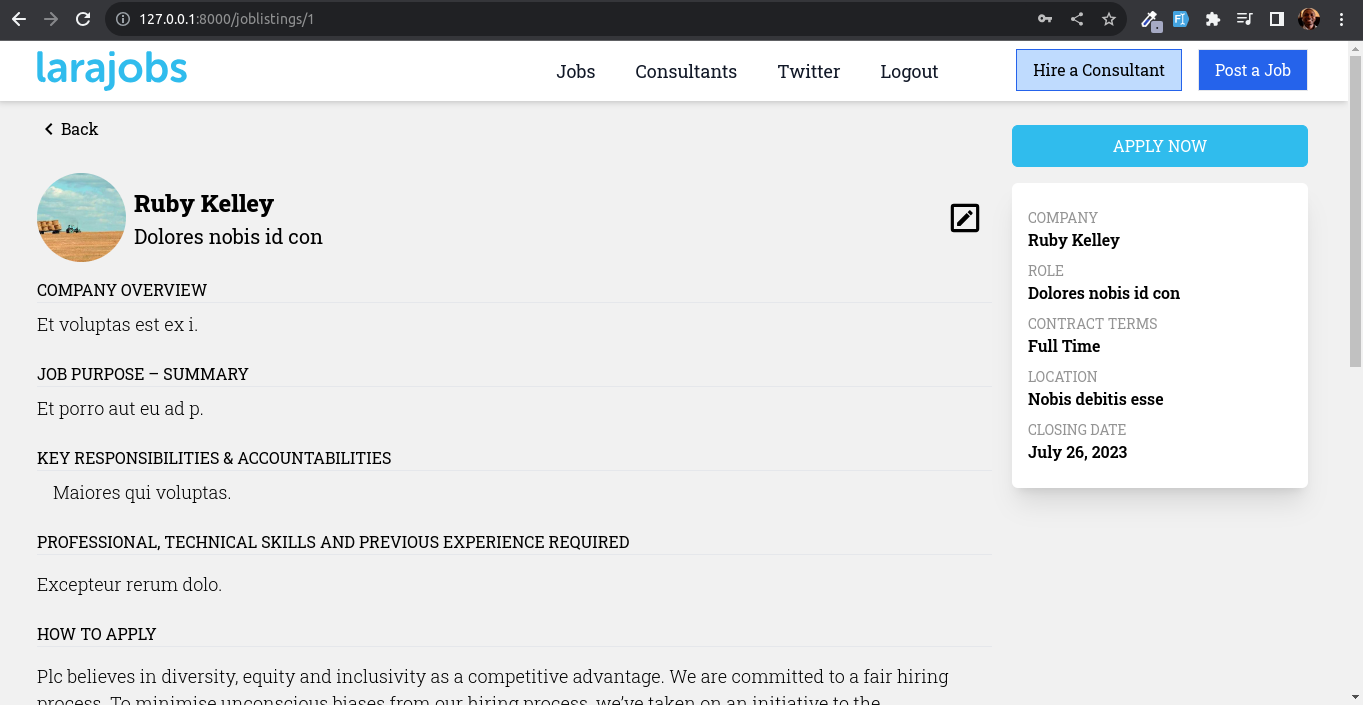 127.0.0.1:8000/joblistings/1
larajobs
Jobs
Consultants
Twitter
Logout
Hire a Consultant
Post a Job
Back
Ruby Kelley
Dolores nobis id con
COMPANY OVERVIEW
Et voluptas est ex i.
JOB PURPOSE – SUMMARY
Et porro aut eu ad p.
KEY RESPONSIBILITIES & ACCOUNTABILITIES
Maiores qui voluptas.
PROFESSIONAL, TECHNICAL SKILLS AND PREVIOUS EXPERIENCE REQUIRED
Excepteur rerum dolo.
HOW TO APPLY
Plc believes in diversity, equity and inclusivity as a competitive advantage. We are committed to a fair hiring
process. To minimise unconscious biases from our hiring process, we’ve taken on an initiative to the
APPLY NOW
COMPANY
Ruby Kelley
ROLE
Dolores nobis id con
CONTRACT TERMS
Full Time
LOCATION
Nobis debitis esse
CLOSING DATE
July 26, 2023